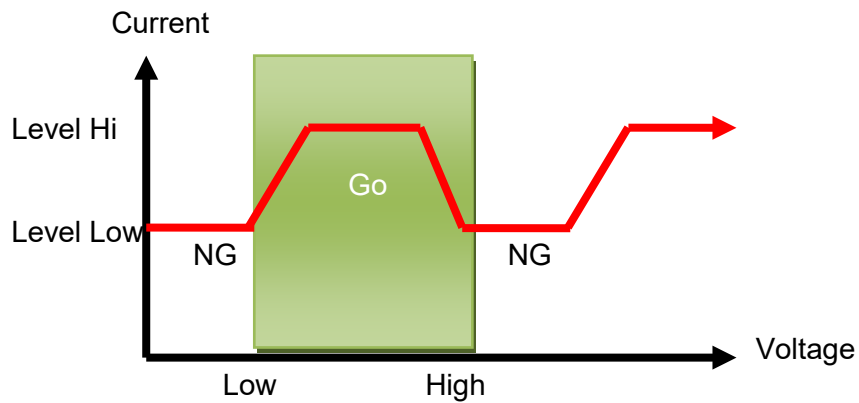 Current
Level Hi
Go
Level Low
NG
NG
Voltage
Low
High